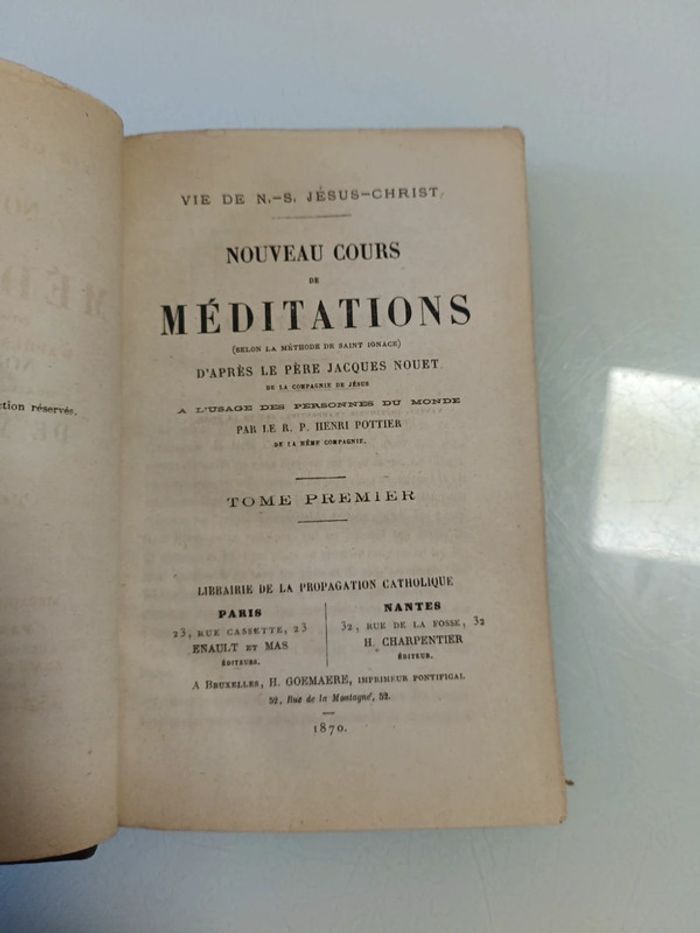 ction réservés.
VIE DE N.-S. JÉSUS-CHRIST
NOUVEAU COURS
DE
MÉDITATIONS
(SELON LA MÉTHODE DE SAINT IGNACE)
D'APRÈS LE PÈRE JACQUES NOUET
DE LA COMPAGNIE DE JÉSUS
A L'USAGE DES PERSONNES DU MONDE
PAR LE R. P. HENRI POTTIER
DE LA MÊME COMPAGNIE.
TOME PREMIER
LIBRAIRIE DE LA PROPAGATION CATHOLIQUE
PARIS
23, RUE CASSETTE, 23
ENAULT ET MAS
ÉDITEURS.
NANTES
32, RUE DE LA FOSSE, 32
H. CHARPENTIER
ÉDITEUR.
A BRUXELLES, H. GOEMAERE, IMPRIMEUR PONTIFICAL
52, Rue de la Montagne, 52.
1870.